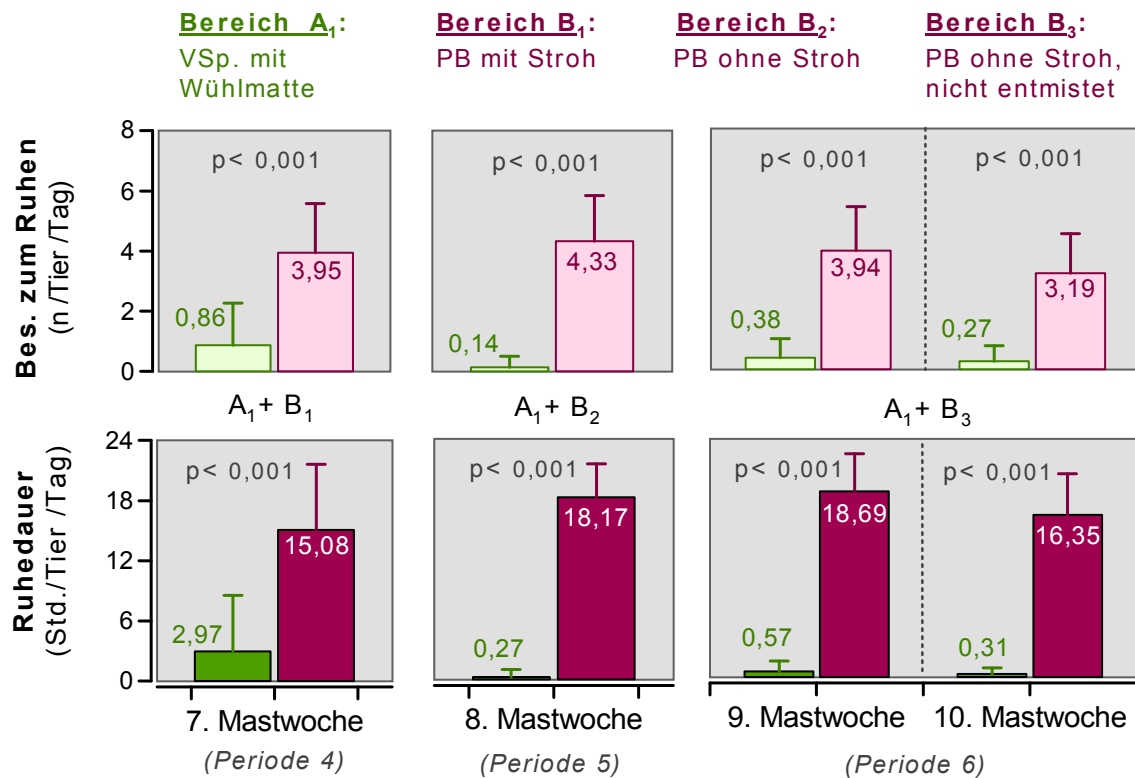 Bereich A1:
VSp. mit
Wühlmatte
Bereich B1:
PB mit Stroh
Bereich B2:
PB ohne Stroh
Bereich B3:
PB ohne Stroh,
nicht entmistet
Bes. zum Ruhen
(n /Tier /Tag)
8
6
4
2
0
p< 0,001
0,86
3,95
p< 0,001
0,14
4,33
p< 0,001
0,38
3,94
p< 0,001
0,27
3,19
A1+ B1
A1+ B2
A1+ B3
Ruhedauer
(Std./Tier /Tag)
24
18
12
6
0
p< 0,001
2,97
15,08
p< 0,001
0,27
18,17
p< 0,001
0,57
18,69
p< 0,001
0,31
16,35
7. Mastwoche
8. Mastwoche
9. Mastwoche
10. Mastwoche
(Periode 4)
(Periode 5)
(Periode 6)